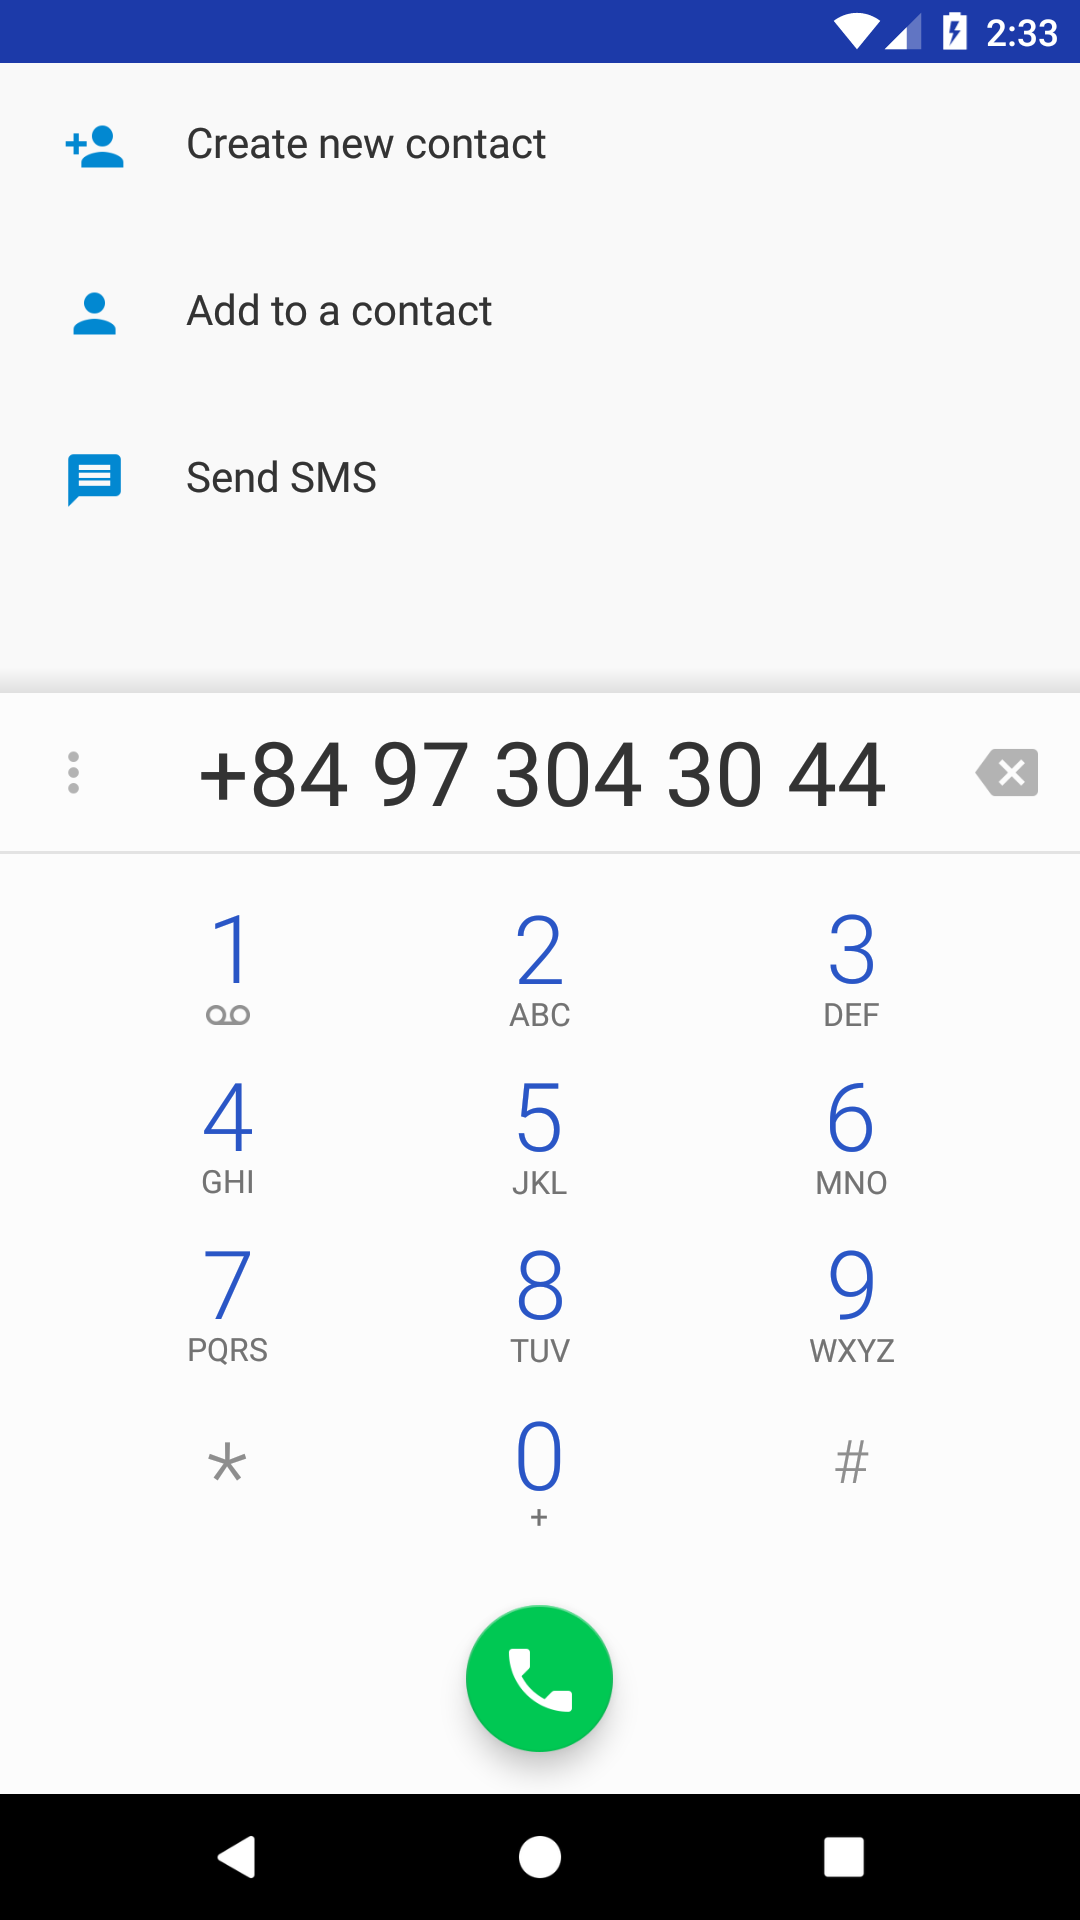 2:33
Create new contact
Add to a contact
Send SMS
+84 97 304 30 44
1 2 3
ABC DEF
4 5 6
GHI JKL MNO
7 8 9
PQRS TUV WXYZ
* 0 #
+